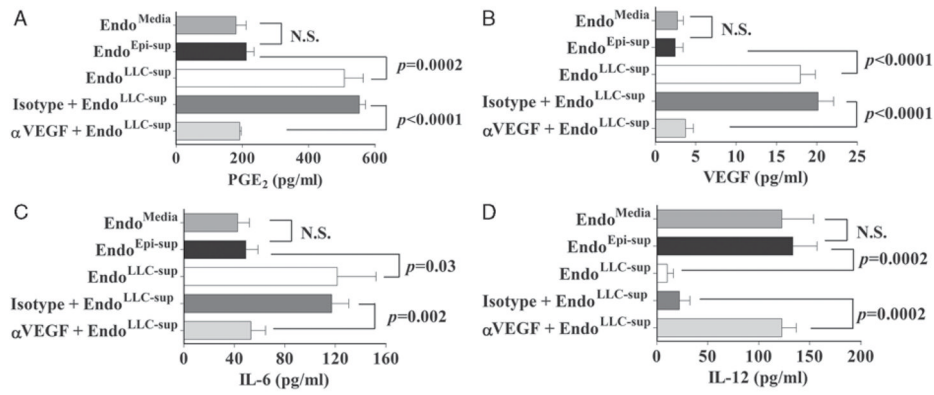 A
Endo^Media
N.S.
Endo^Epi-sup
p=0.0002
Endo^LLC-sup
Isotype + Endo^LLC-sup
p<0.0001
αVEGF + Endo^LLC-sup
0 200 400 600
PGE₂ (pg/ml)
B
Endo^Media
N.S.
Endo^Epi-sup
p<0.0001
Endo^LLC-sup
Isotype + Endo^LLC-sup
p<0.0001
αVEGF + Endo^LLC-sup
0 5 10 15 20 25
VEGF (pg/ml)
C
Endo^Media
N.S.
Endo^Epi-sup
p=0.03
Endo^LLC-sup
Isotype + Endo^LLC-sup
p=0.002
αVEGF + Endo^LLC-sup
0 40 80 120 160
IL-6 (pg/ml)
D
Endo^Media
N.S.
Endo^Epi-sup
p=0.0002
Endo^LLC-sup
Isotype + Endo^LLC-sup
p=0.0002
αVEGF + Endo^LLC-sup
0 50 100 150 200
IL-12 (pg/ml)